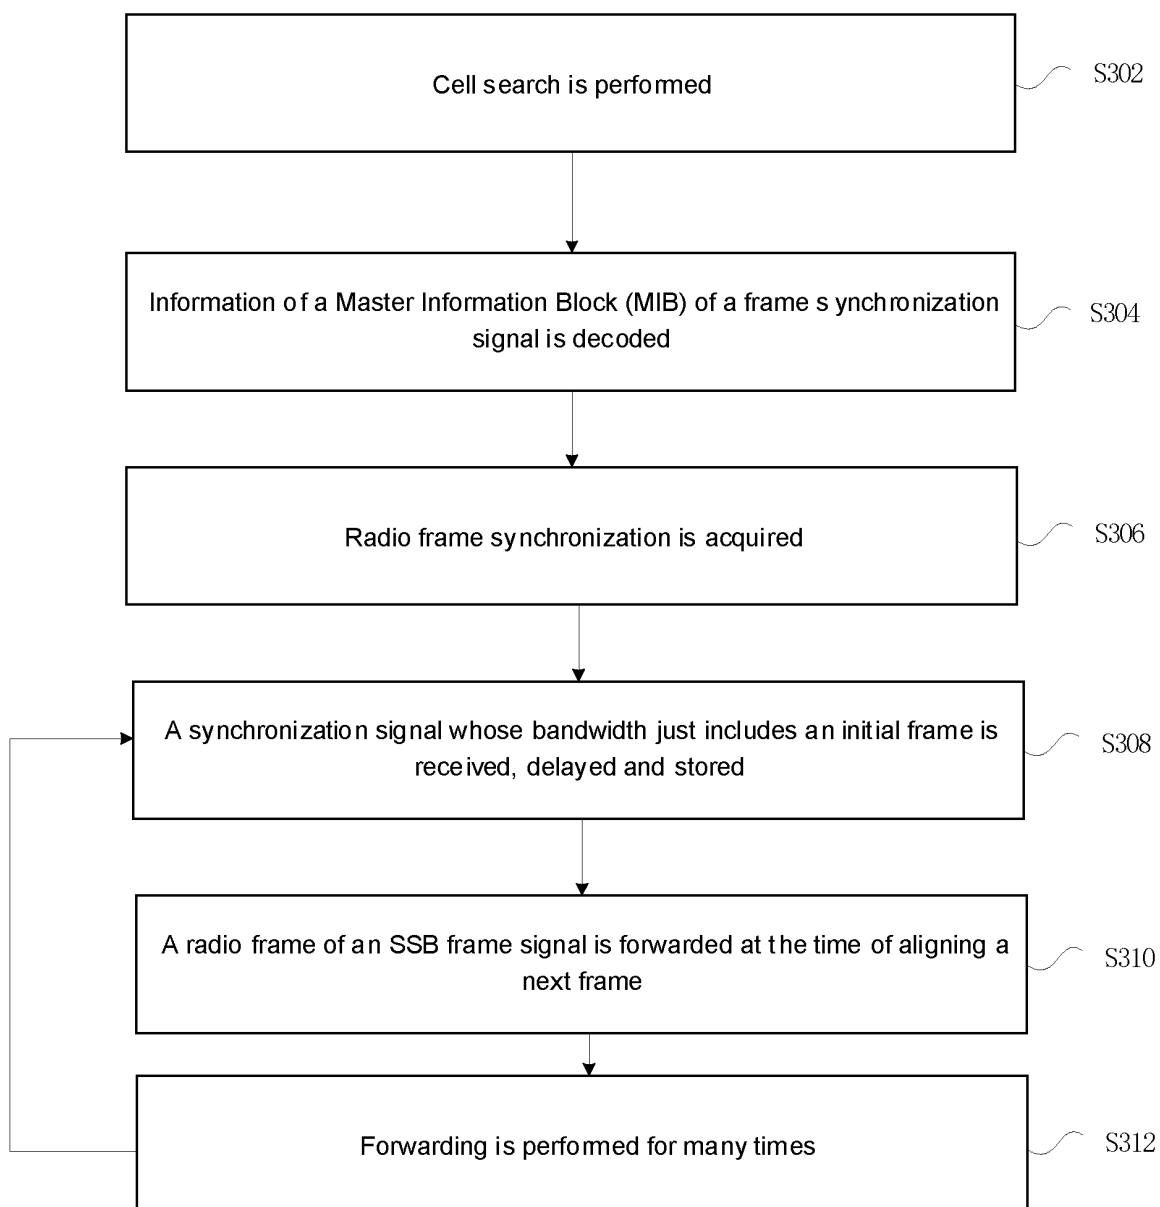 Cell search is performed
S302
Information of a Master Information Block (MIB) of a frame synchronization
signal is decoded
S304
Radio frame synchronization is acquired
S306
A synchronization signal whose bandwidth just includes an initial frame is
received, delayed and stored
S308
A radio frame of an SSB frame signal is forwarded at the time of aligning a
next frame
S310
Forwarding is performed for many times
S312